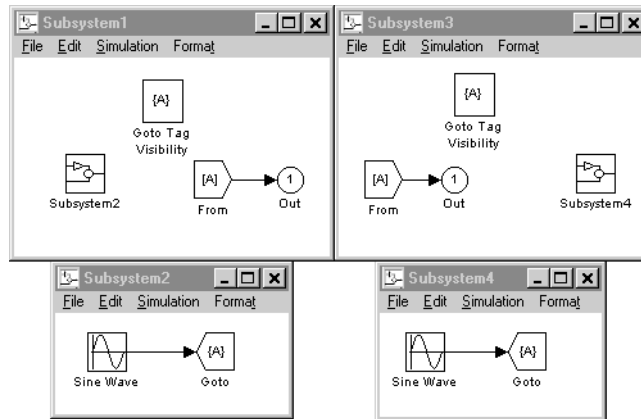 Subsystem1
File Edit Simulation Format
{A}
Goto Tag
Visibility
Subsystem2
[A]
From
1
Out
Subsystem3
File Edit Simulation Format
{A}
Goto Tag
Visibility
[A]
From
1
Out
Subsystem4
Subsystem2
File Edit Simulation Format
Sine Wave
{A}
Goto
Subsystem4
File Edit Simulation Format
Sine Wave
{A}
Goto